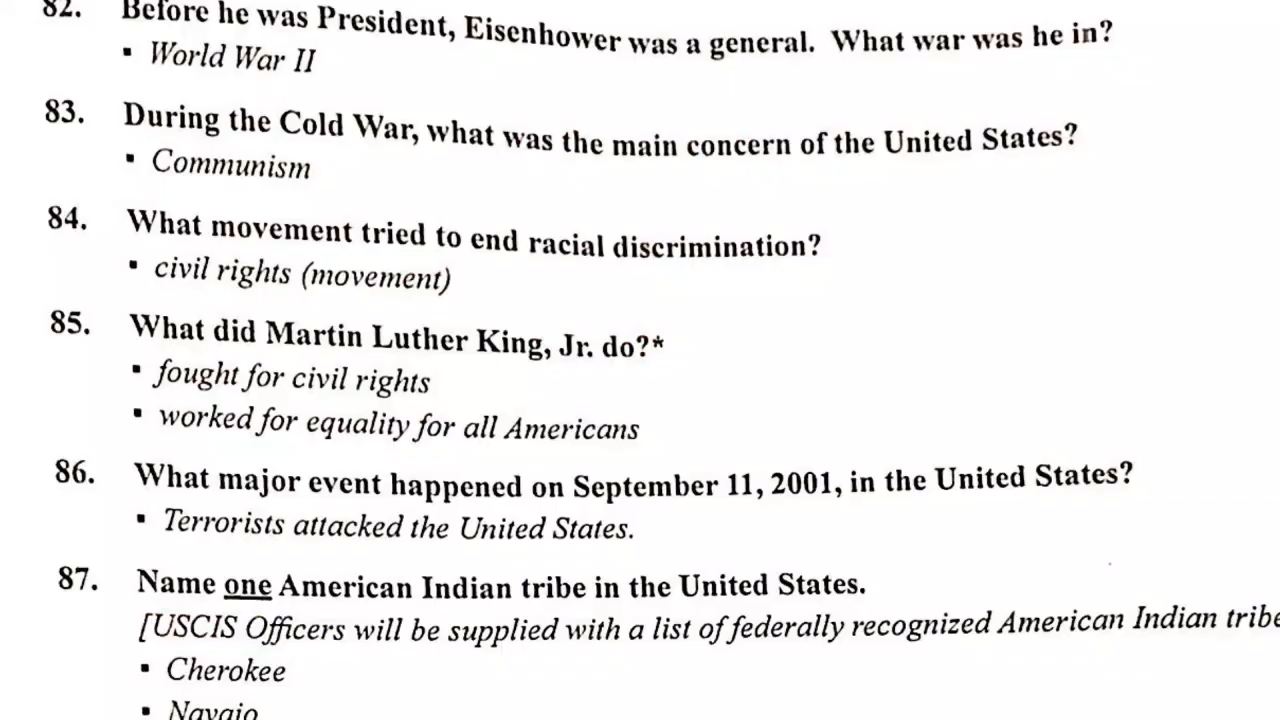 82. Before he was President, Eisenhower was a general. What war was he in?
▪ World War II
83. During the Cold War, what was the main concern of the United States?
▪ Communism
84. What movement tried to end racial discrimination?
▪ civil rights (movement)
85. What did Martin Luther King, Jr. do?*
▪ fought for civil rights
▪ worked for equality for all Americans
86. What major event happened on September 11, 2001, in the United States?
▪ Terrorists attacked the United States.
87. Name one American Indian tribe in the United States.
[USCIS Officers will be supplied with a list of federally recognized American Indian tribe
▪ Cherokee
▪ Navajo